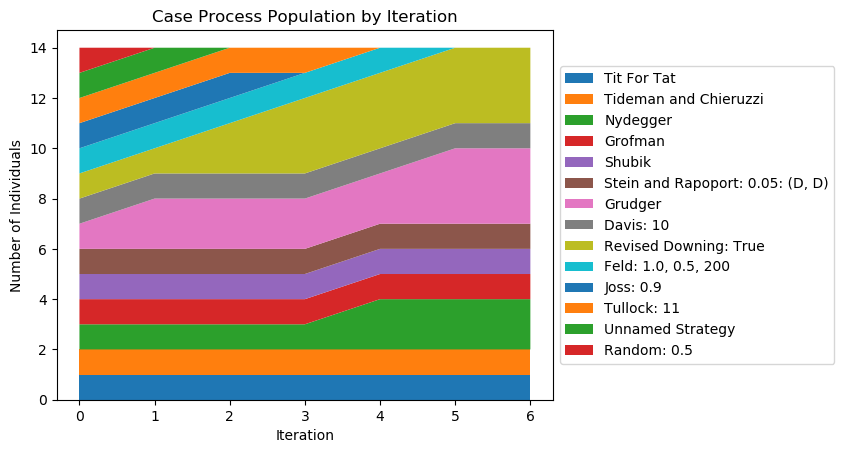 Case Process Population by Iteration
Number of Individuals
14
12
10
8
6
4
2
0
0 1 2 3 4 5 6
Iteration
Tit For Tat
Tideman and Chieruzzi
Nydegger
Grofman
Shubik
Stein and Rapoport: 0.05: (D, D)
Grudger
Davis: 10
Revised Downing: True
Feld: 1.0, 0.5, 200
Joss: 0.9
Tullock: 11
Unnamed Strategy
Random: 0.5